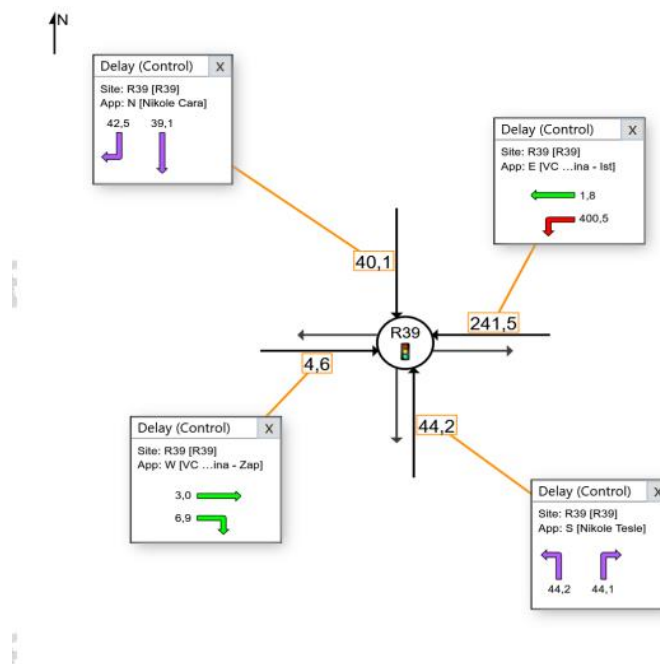 N
Delay (Control) X
Site: R39 [R39]
App: N [Nikole Cara]
42,5 39,1
Delay (Control) X
Site: R39 [R39]
App: E [VC ...ina - Ist]
1,8
400,5
40,1
R39
241,5
4,6
44,2
Delay (Control) X
Site: R39 [R39]
App: W [VC ...ina - Zap]
3,0
6,9
Delay (Control) X
Site: R39 [R39]
App: S [Nikole Tesle]
44,2 44,1